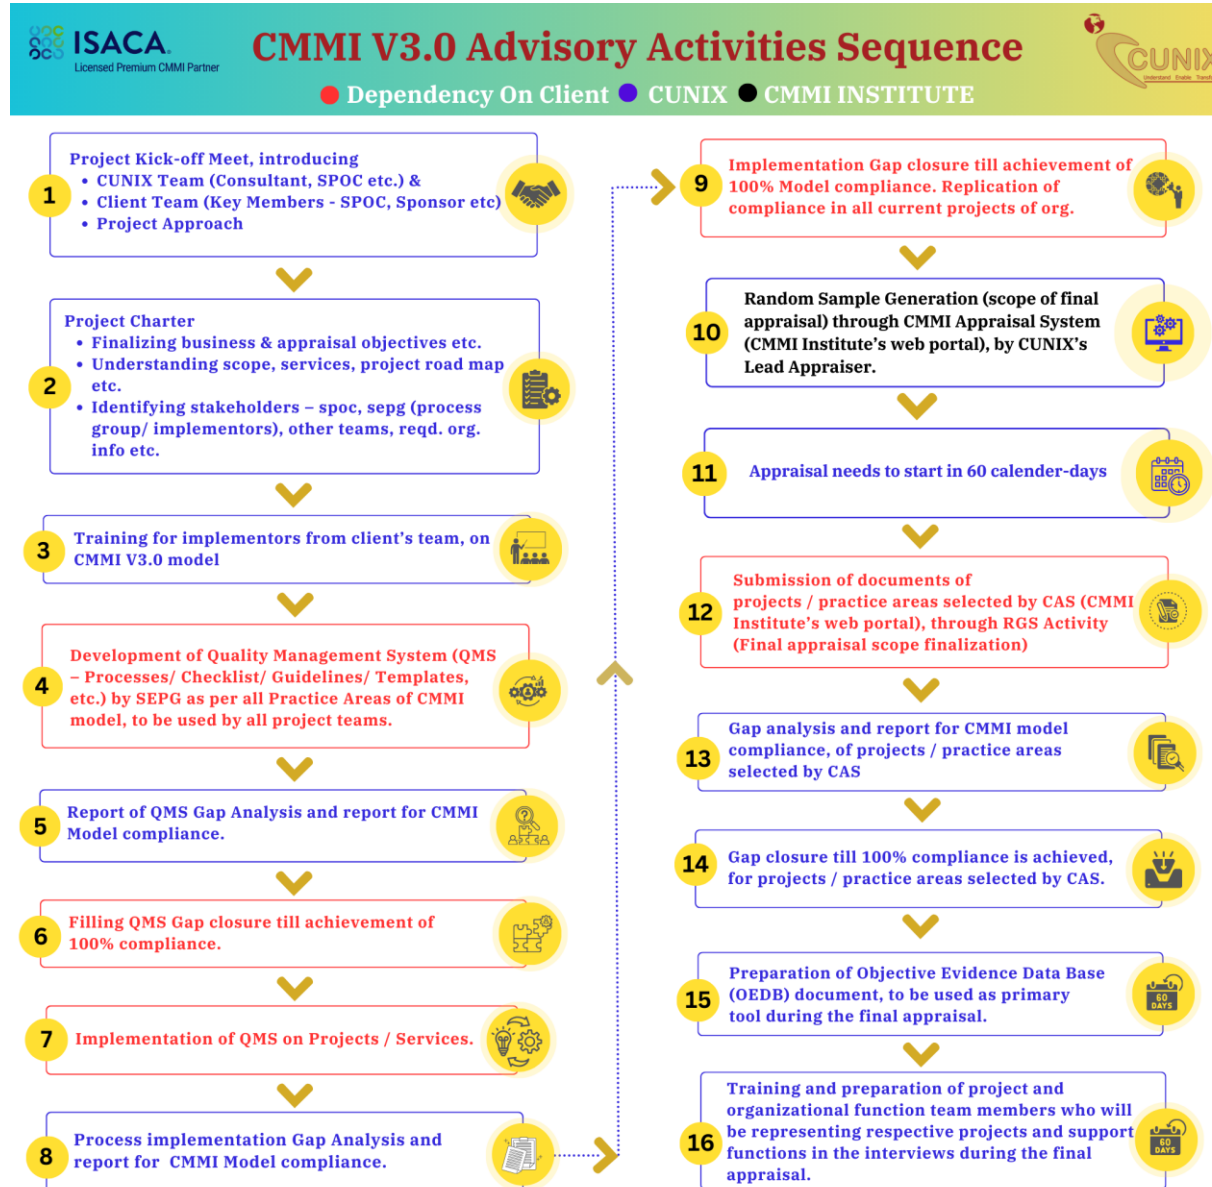 ISACA.
Licensed Premium CMMI Partner
CMMI V3.0 Advisory Activities Sequence
Dependency On Client CUNIX CMMI INSTITUTE
CUNIX
Understand Enable
1
Project Kick-off Meet, introducing
• CUNIX Team (Consultant, SPOC etc.) &
• Client Team (Key Members - SPOC, Sponsor etc)
• Project Approach
2
Project Charter
• Finalizing business & appraisal objectives etc.
• Understanding scope, services, project road map
etc.
• Identifying stakeholders – spoc, sepg (process
group/ implementors), other teams, reqd. org.
info etc.
3
Training for implementors from client's team, on
CMMI V3.0 model
4
Development of Quality Management System (QMS
– Processes/ Checklist/ Guidelines/ Templates,
etc.) by SEPG as per all Practice Areas of CMMI
model, to be used by all project teams.
5
Report of QMS Gap Analysis and report for CMMI
Model compliance.
6
Filling QMS Gap closure till achievement of
100% compliance.
7
Implementation of QMS on Projects / Services.
8
Process implementation Gap Analysis and
report for CMMI Model compliance.
9
Implementation Gap closure till achievement of
100% Model compliance. Replication of
compliance in all current projects of org.
10
Random Sample Generation (scope of final
appraisal) through CMMI Appraisal System
(CMMI Institute's web portal), by CUNIX's
Lead Appraiser.
11
Appraisal needs to start in 60 calender-days
12
Submission of documents of
projects / practice areas selected by CAS (CMMI
Institute's web portal), through RGS Activity
(Final appraisal scope finalization)
13
Gap analysis and report for CMMI model
compliance, of projects / practice areas
selected by CAS
14
Gap closure till 100% compliance is achieved,
for projects / practice areas selected by CAS.
15
Preparation of Objective Evidence Data Base
(OEDB) document, to be used as primary
tool during the final appraisal.
60
DAYS
16
Training and preparation of project and
organizational function team members who will
be representing respective projects and support
functions in the interviews during the final
appraisal.
60
DAYS